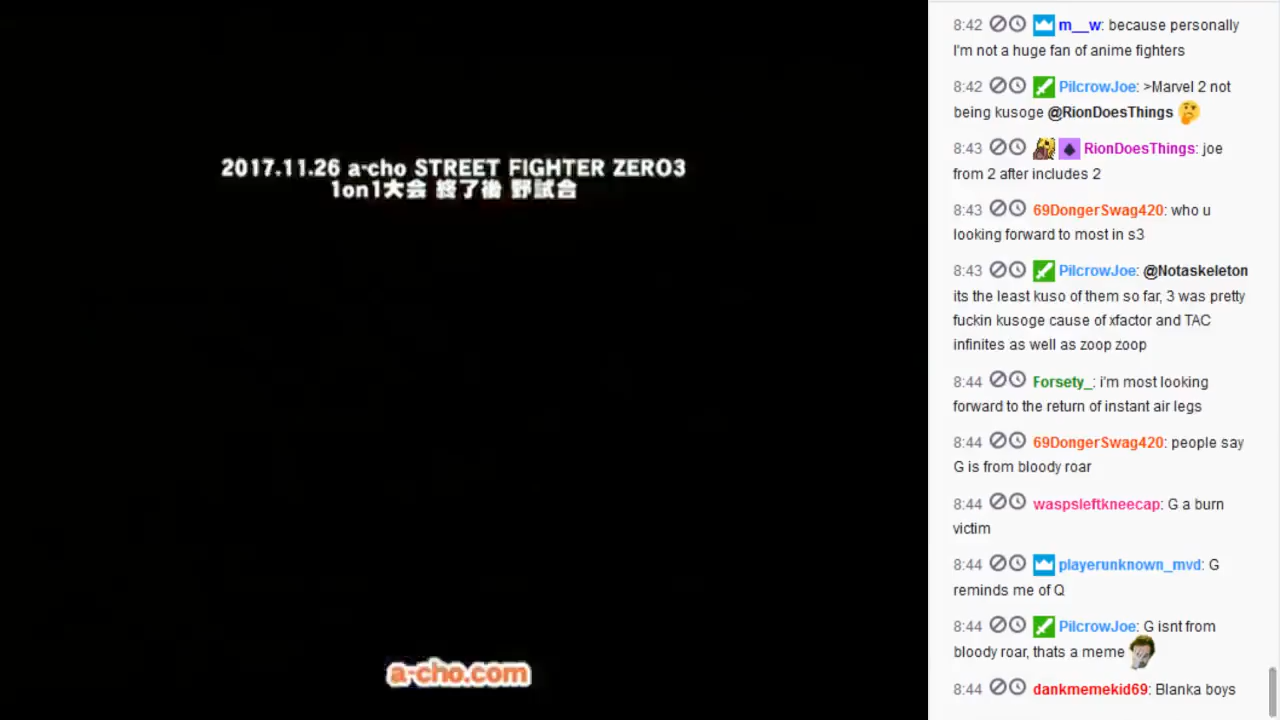 2017.11.26 a-cho STREET FIGHTER ZERO3
1on1大会 終了後 野試合
a-cho.com
8:42 m__w: because personally
I'm not a huge fan of anime fighters
8:42 PilcrowJoe: >Marvel 2 not
being kusoge @RionDoesThings
8:43 RionDoesThings: joe
from 2 after includes 2
8:43 69DongerSwag420: who u
looking forward to most in s3
8:43 PilcrowJoe: @Notaskeleton
its the least kuso of them so far, 3 was pretty
fuckin kusoge cause of xfactor and TAC
infinites as well as zoop zoop
8:44 Forsety_: i'm most looking
forward to the return of instant air legs
8:44 69DongerSwag420: people say
G is from bloody roar
8:44 waspsleftkneecap: G a burn
victim
8:44 playerunknown_mvd: G
reminds me of Q
8:44 PilcrowJoe: G isnt from
bloody roar, thats a meme
8:44 dankmemekid69: Blanka boys